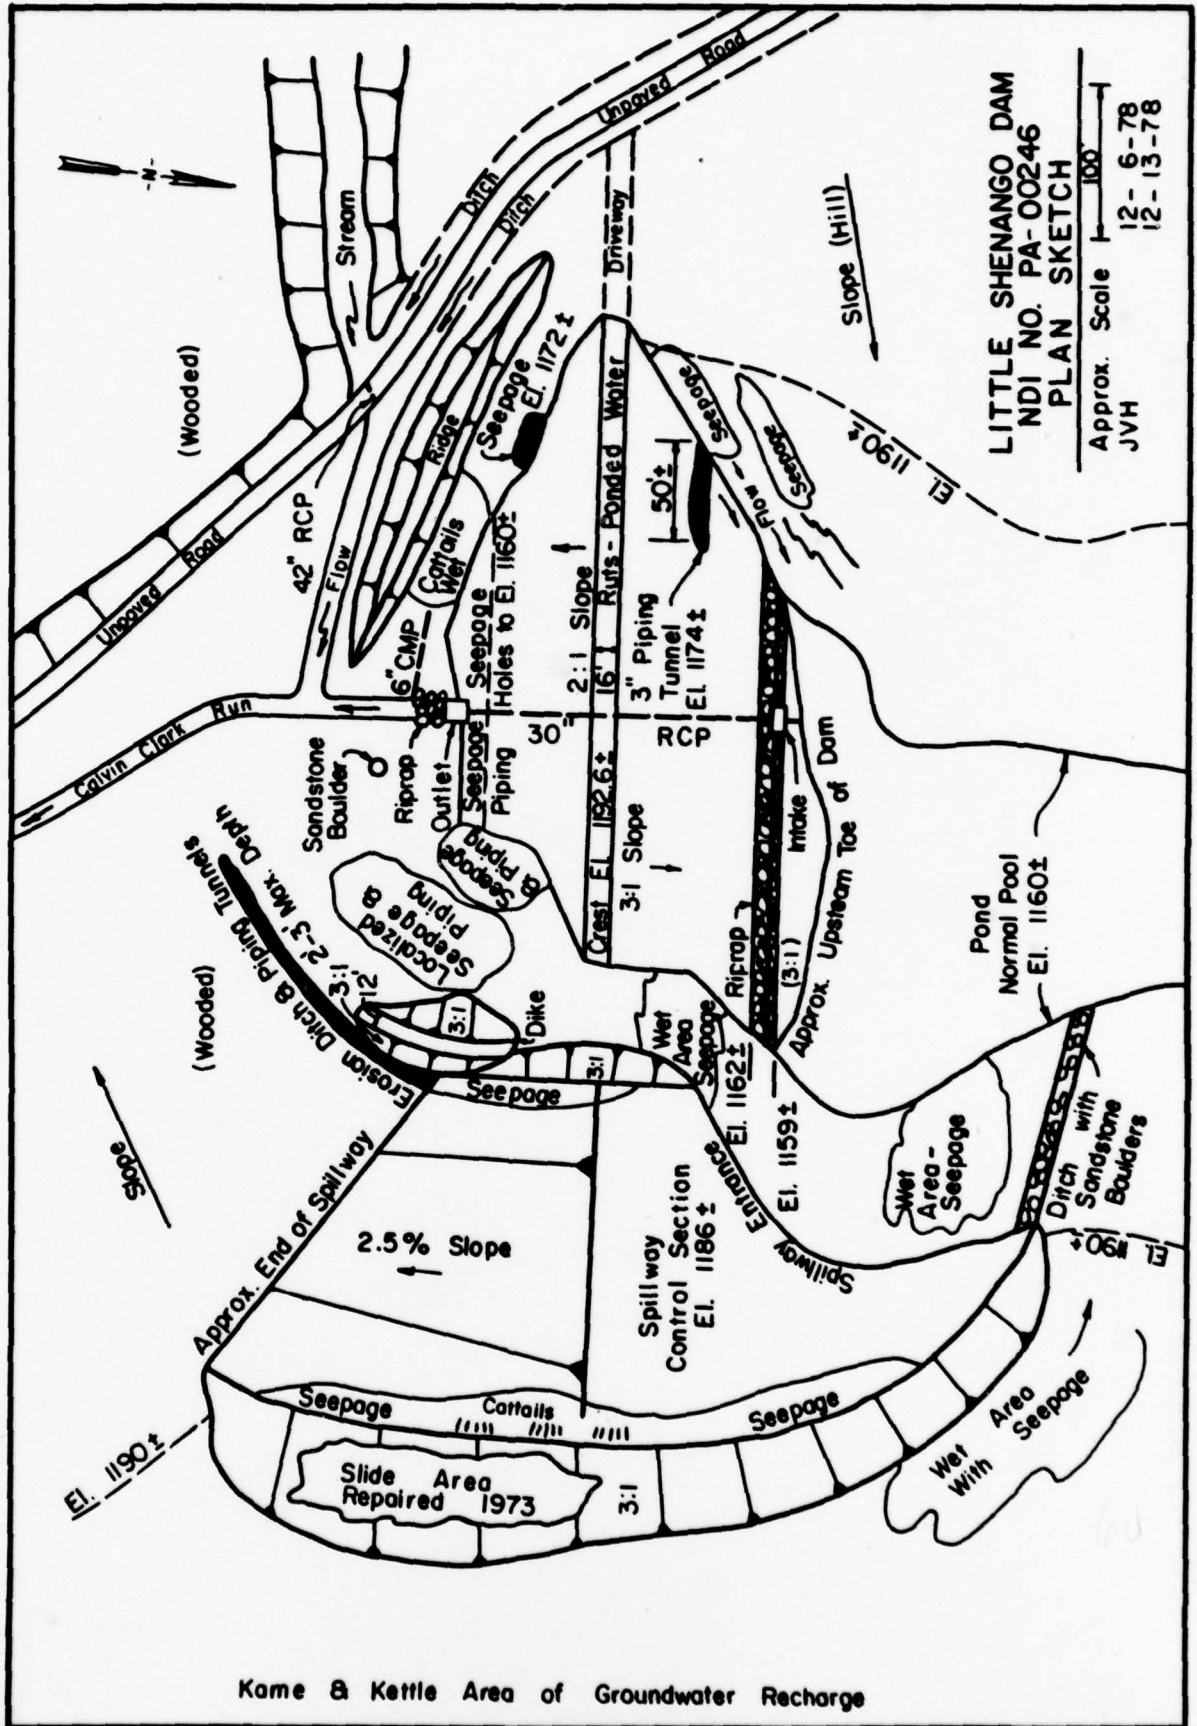 Unpaved Road
Ditch
Ditch
-N-
Stream
(Wooded)
Driveway
Slope (Hill)
LITTLE SHENANGO DAM
NDI NO. PA-00246
PLAN SKETCH
Approx. Scale 100'
JVH 12-6-78
12-13-78
Unpaved Road
42" RCP
Flow
Ridge
Cattails
Wet
Seepage
El. 1172±
Ruts-Ponded Water
Seepage
Seepage
Flow
El. 1190±
50'±
3" Piping
Tunnel
El. 1174±
2:1 Slope
16'
Seepage
Holes to El. 1160±
6" CMP
Calvin Clark Run
Sandstone
Boulder
Riprap
Outlet
Seepage
Piping
30" RCP
Crest El. 1192.6±
3:1 Slope
Intake
Riprap
(3:1)
Approx. Upsteam Toe of Dam
Pond
Normal Pool
El. 1160±
Seepage
& Piping
Localized
Seepage &
Piping
Erosion Ditch & Piping Tunnels
2'-3' Max. Depth
(Wooded)
3:1
12'
3:1
Dike
Seepage
3:1
Wet
Area
Seepage
El. 1162±
El. 1159±
Slope
Approx. End of Spillway
2.5% Slope
Spillway
Control Section
El. 1186±
Spillway Entrance
Wet
Area-
Seepage
Ditch with
Sandstone
Boulders
El. 1190±
El. 1190±
Seepage
Cattails
Seepage
Slide Area
Repaired 1973
3:1
Wet Area
With Seepage
Kame & Kettle Area of Groundwater Recharge